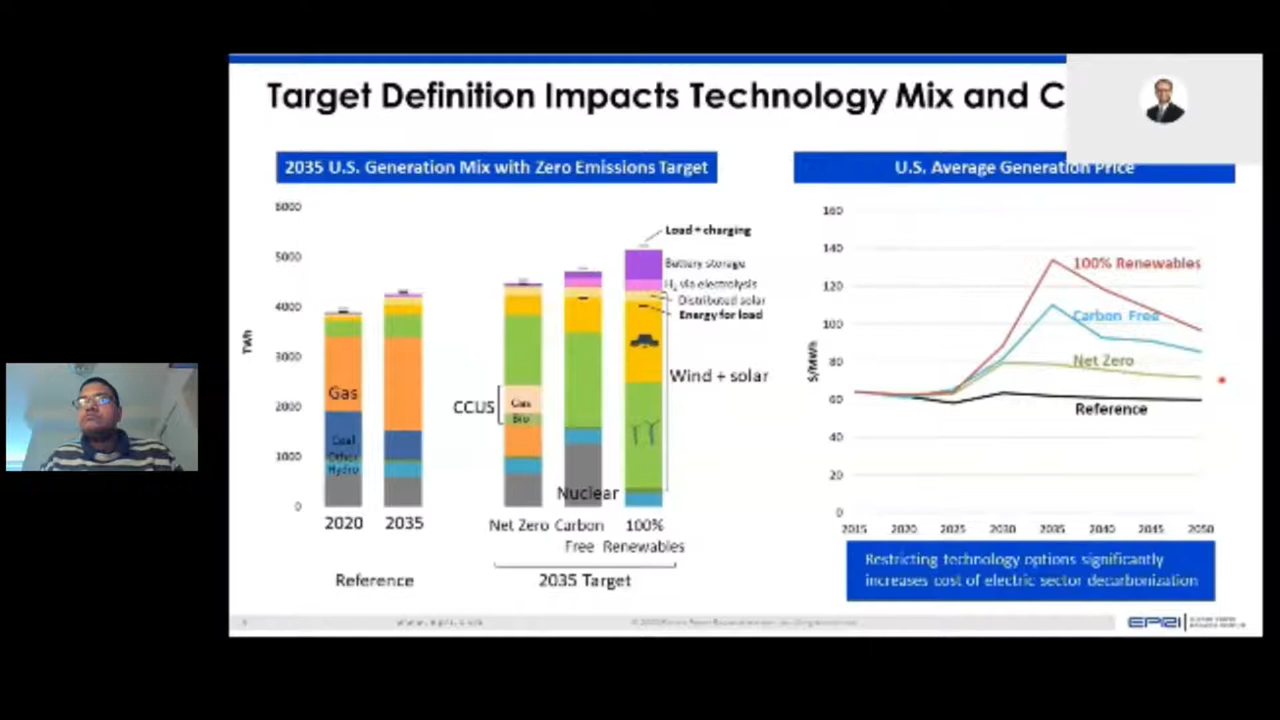 Target Definition Impacts Technology Mix and C
2035 U.S. Generation Mix with Zero Emissions Target
TWh
6000
5000
4000
3000
2000
1000
0
Gas
Coal
Other
Hydro
CCUS
Gas
Bio
Nuclear
Load + charging
Battery storage
H2 via electrolysis
Distributed solar
Energy for load
Wind + solar
2020
2035
Net Zero
Carbon
Free
100%
Renewables
Reference
2035 Target
U.S. Average Generation Price
$/MWh
160
140
120
100
80
60
40
20
0
100% Renewables
Carbon Free
Net Zero
Reference
2015
2020
2025
2030
2035
2040
2045
2050
Restricting technology options significantly
increases cost of electric sector decarbonization
EPRI